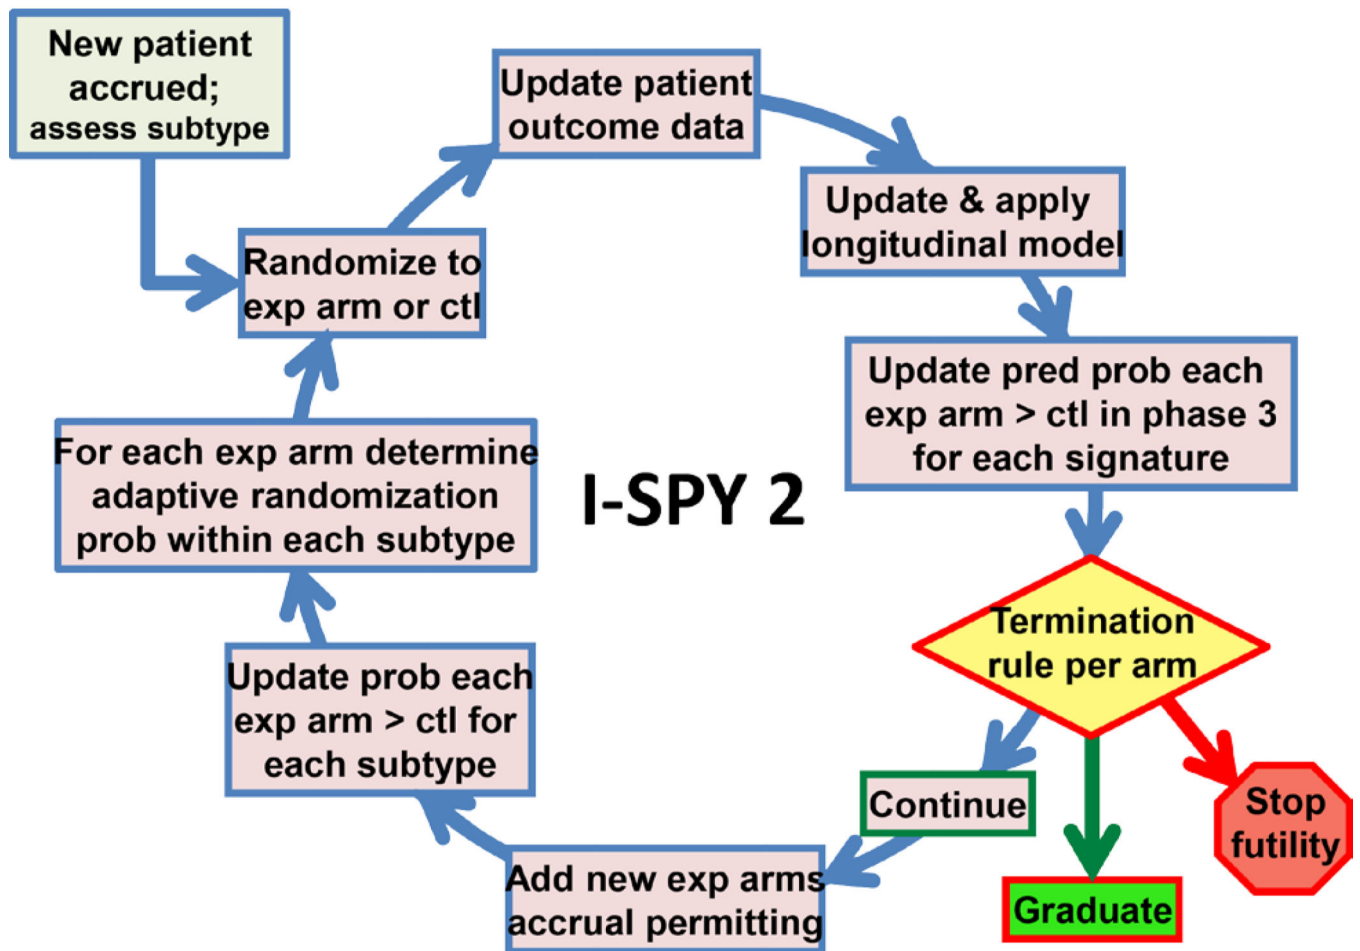 New patient
accrued;
assess subtype
Update patient
outcome data
Update & apply
longitudinal model
Randomize to
exp arm or ctl
Update pred prob each
exp arm > ctl in phase 3
for each signature
For each exp arm determine
adaptive randomization
prob within each subtype
I-SPY 2
Termination
rule per arm
Update prob each
exp arm > ctl for
each subtype
Continue
Stop
futility
Add new exp arms
accrual permitting
Graduate